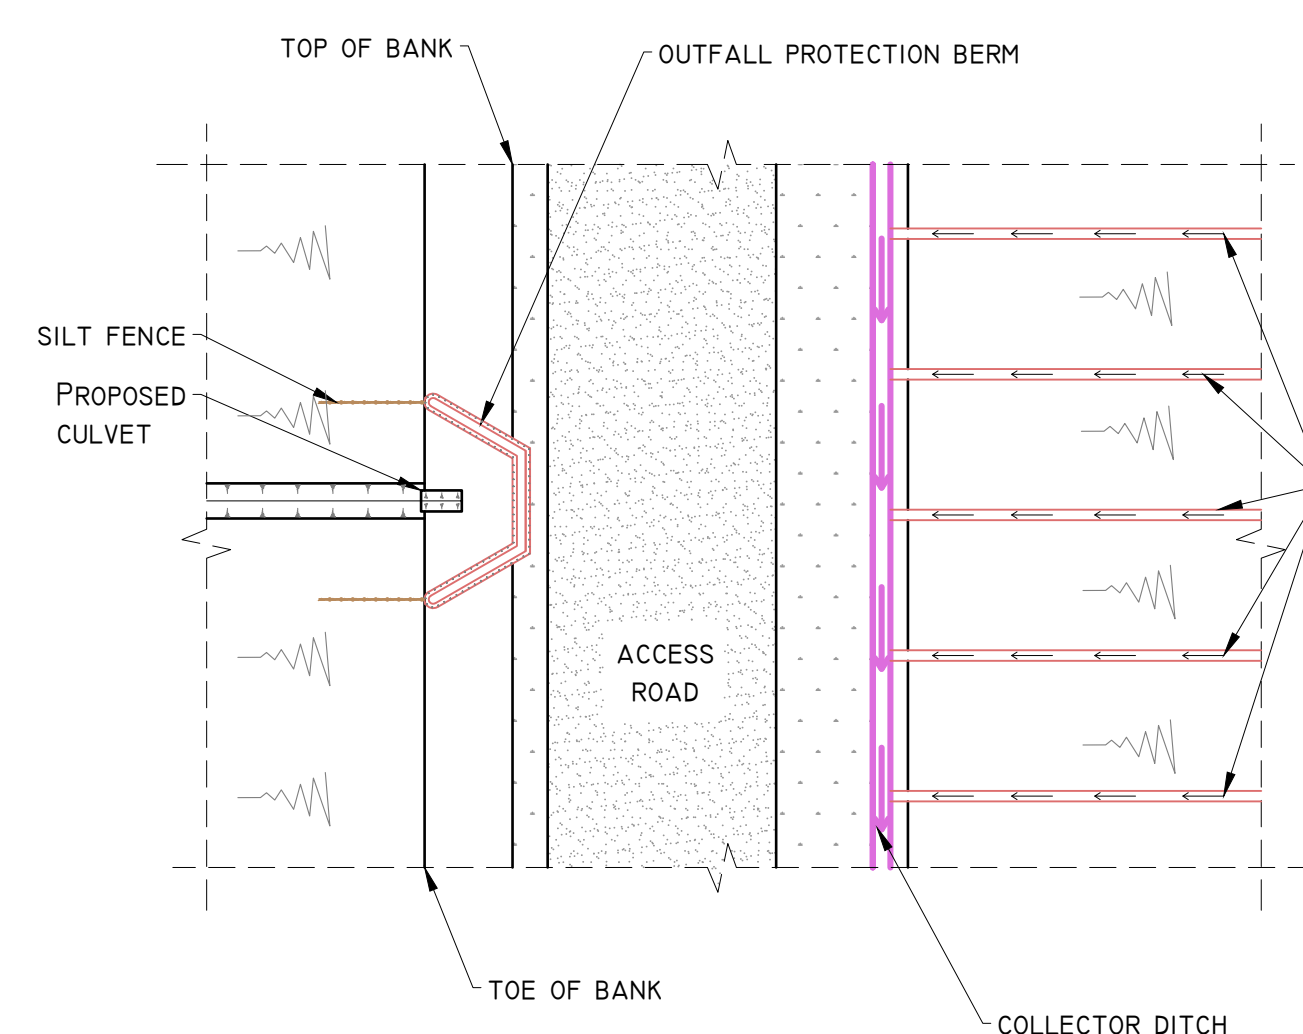 TOP OF BANK
OUTFALL PROTECTION BERM
SILT FENCE
PROPOSED
CULVET
ACCESS
ROAD
TOE OF BANK
COLLECTOR DITCH